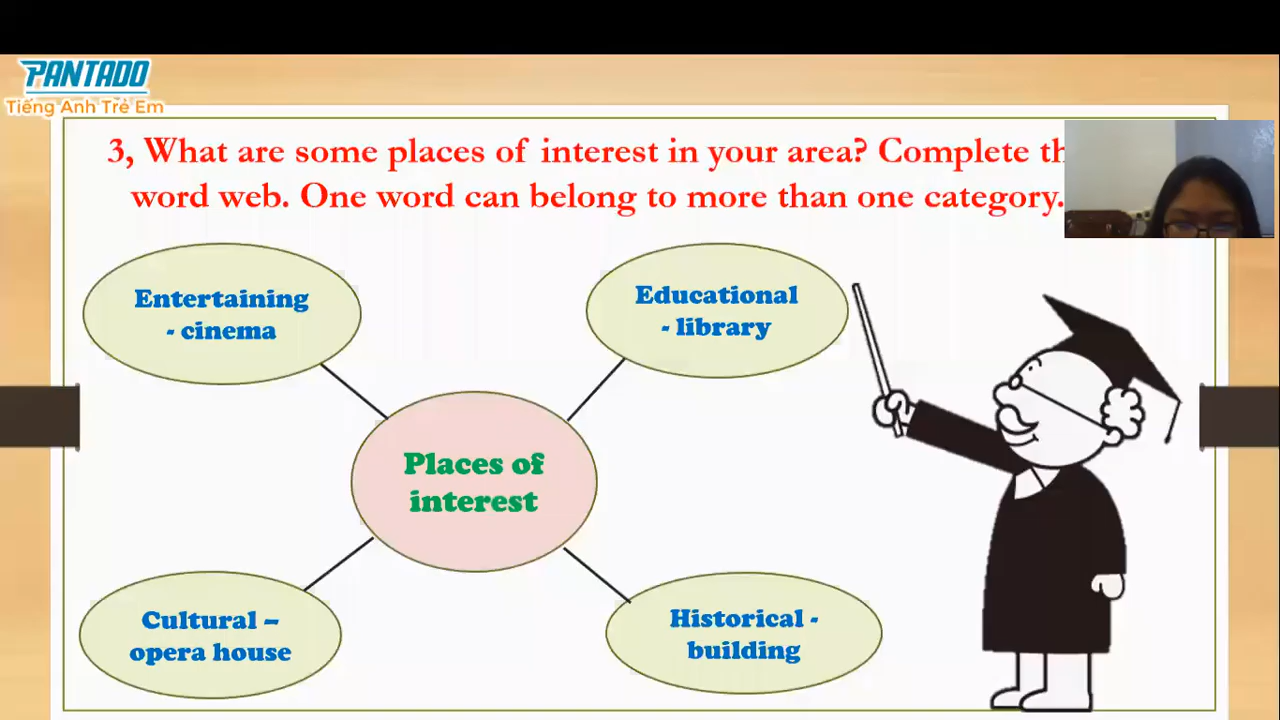 PANTADO
Tiếng Anh Trẻ Em
3, What are some places of interest in your area? Complete
word web. One word can belong to more than one category.
Entertaining
- cinema
Educational
- library
Places of
interest
Cultural –
opera house
Historical -
building